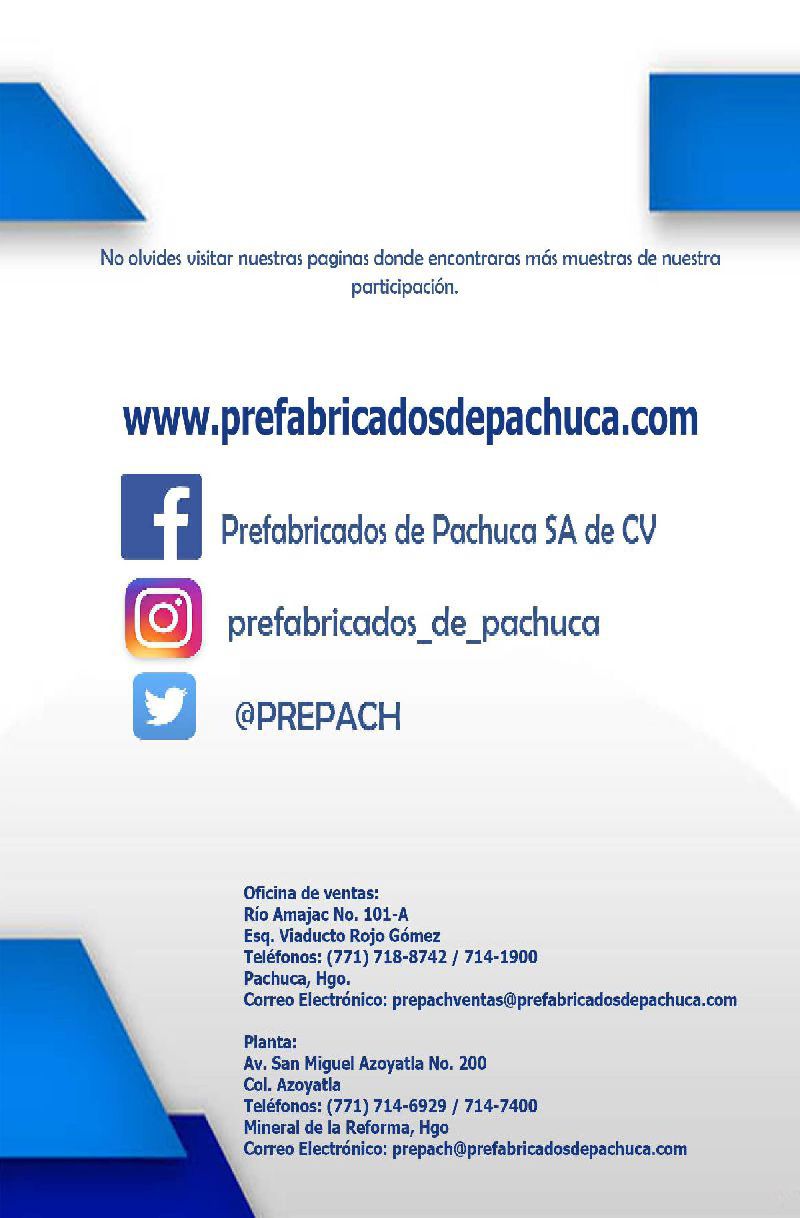 No olvides visitar nuestras paginas donde encontraras más muestras de nuestra
participación.
www.prefabricadosdepachuca.com
Prefabricados de Pachuca SA de CV
prefabricados_de_pachuca
@PREPACH
Oficina de ventas:
Río Amajac No. 101-A
Esq. Viaducto Rojo Gómez
Teléfonos: (771) 718-8742 / 714-1900
Pachuca, Hgo.
Correo Electrónico: prepachventas@prefabricadosdepachuca.com
Planta:
Av. San Miguel Azoyatla No. 200
Col. Azoyatla
Teléfonos: (771) 714-6929 / 714-7400
Mineral de la Reforma, Hgo
Correo Electrónico: prepach@prefabricadosdepachuca.com